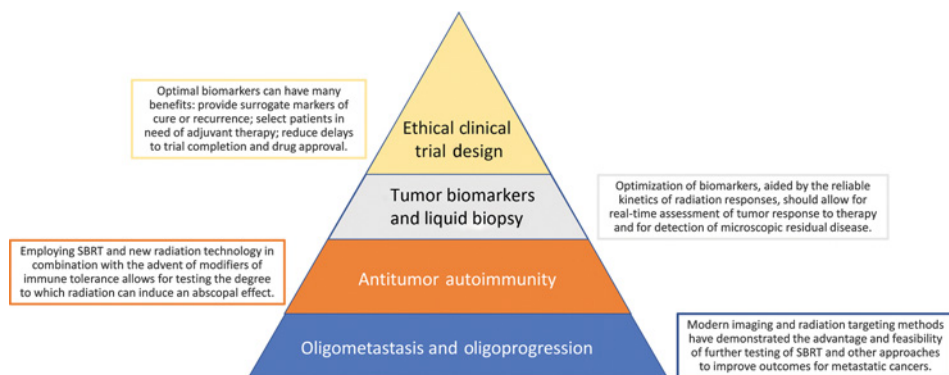 Optimal biomarkers can have many
benefits: provide surrogate markers of
cure or recurrence; select patients in
need of adjuvant therapy; reduce delays
to trial completion and drug approval.
Ethical clinical
trial design
Tumor biomarkers
and liquid biopsy
Optimization of biomarkers, aided by the reliable
kinetics of radiation responses, should allow for
real-time assessment of tumor response to therapy
and for detection of microscopic residual disease.
Employing SBRT and new radiation technology in
combination with the advent of modifiers of
immune tolerance allows for testing the degree
to which radiation can induce an abscopal effect.
Antitumor autoimmunity
Oligometastasis and oligoprogression
Modern imaging and radiation targeting methods
have demonstrated the advantage and feasibility
of further testing of SBRT and other approaches
to improve outcomes for metastatic cancers.